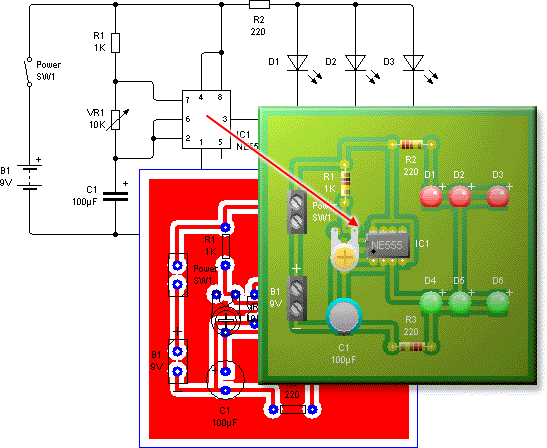 R2
220
R1
1K
D1
D2
D3
Power
SW1
7
4
8
VR1
10K
6
3
2
IC1
NE55
1
5
B1
9V
C1
100µF
R2
220
R1
1K
D1
D2
D3
Power
SW1
NE555
IC1
B1
9V
D4
D5
D6
R3
220
C1
100µF
R1
1K
Power
SW1
B1
9V
220
C1
100µF